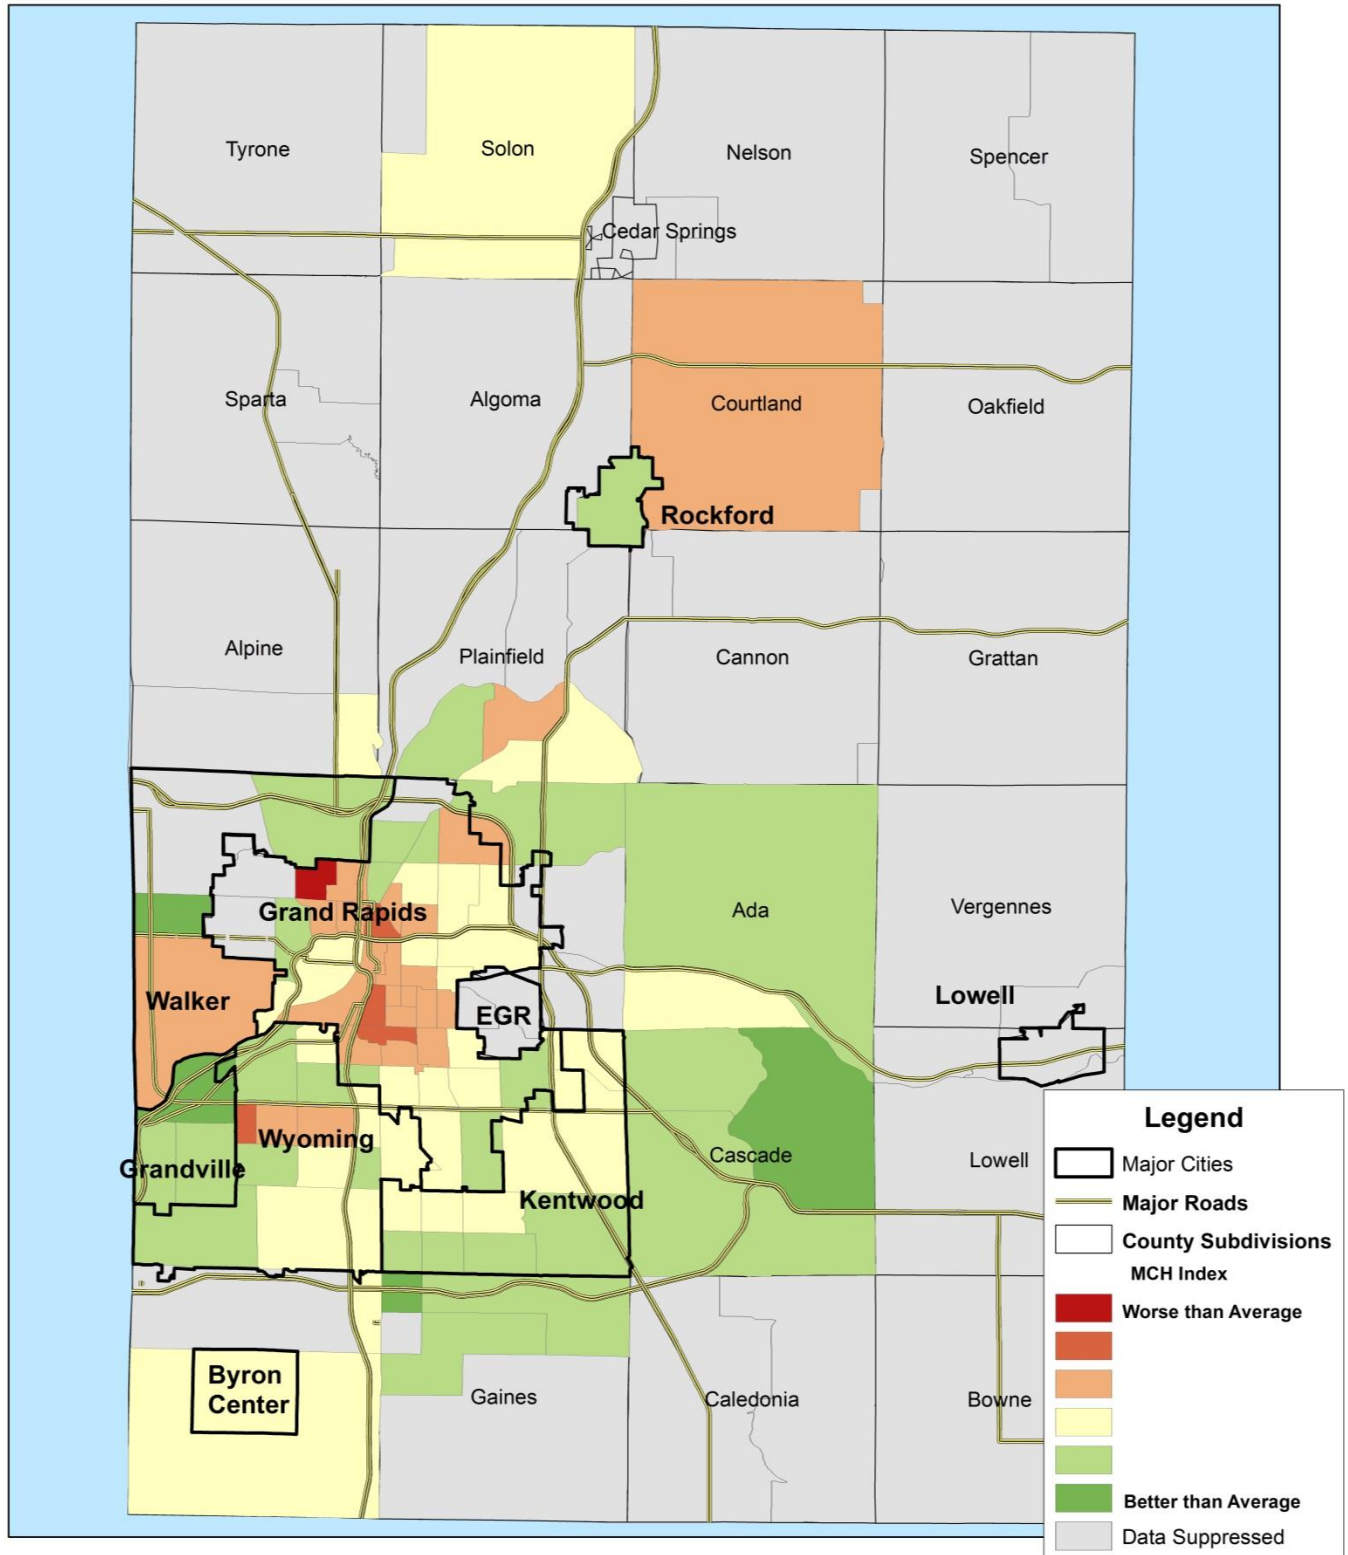 Tyrone
Solon
Nelson
Spencer
Cedar Springs
Sparta
Algoma
Courtland
Oakfield
Rockford
Alpine
Plainfield
Cannon
Grattan
Grand Rapids
Ada
Vergennes
Walker
EGR
Lowell
Wyoming
Grandville
Cascade
Lowell
Kentwood
Byron
Center
Gaines
Caledonia
Bowne
Legend
Major Cities
Major Roads
County Subdivisions
MCH Index
Worse than Average
Better than Average
Data Suppressed